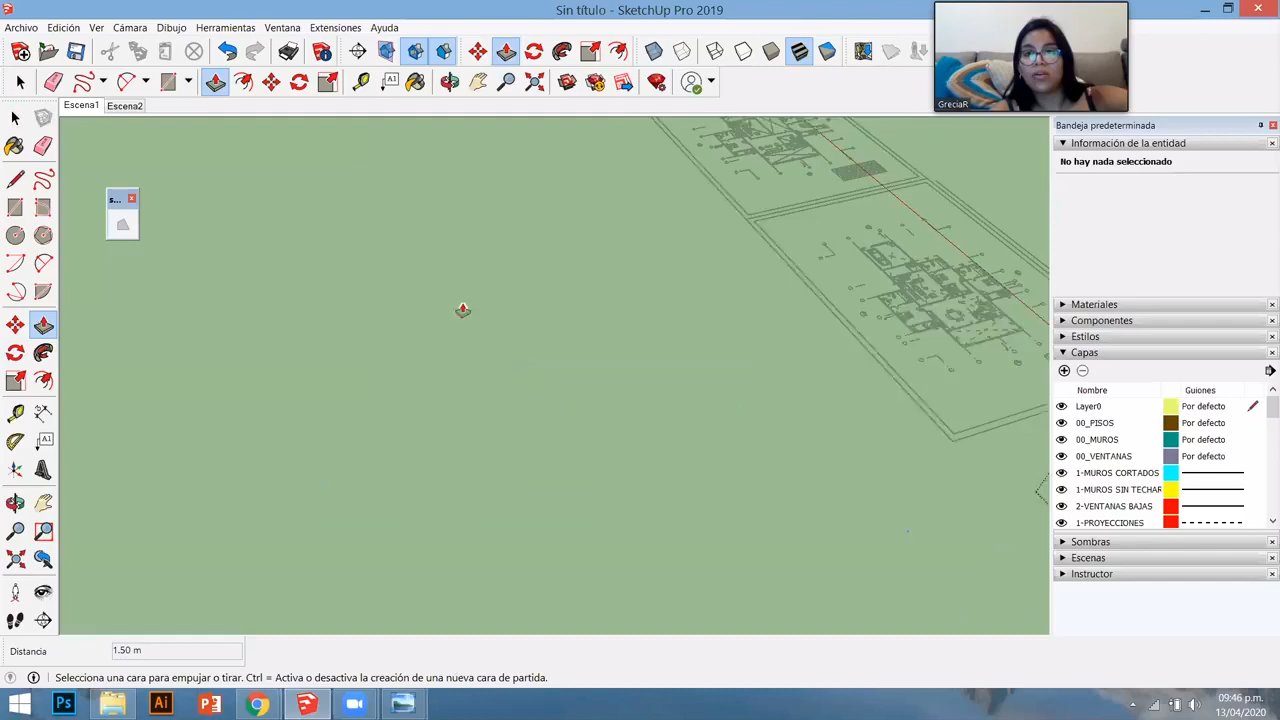 Sin título - SketchUp Pro 2019
Archivo Edición Ver Cámara Dibujo Herramientas Ventana Extensiones Ayuda
GreciaR
A1
Escena1 Escena2
Bandeja predeterminada
Información de la entidad
No hay nada seleccionado
s...
Materiales
Componentes
Estilos
Capas
Nombre Guiones
Layer0 Por defecto
00_PISOS Por defecto
00_MUROS Por defecto
00_VENTANAS Por defecto
1-MUROS CORTADOS
1-MUROS SIN TECHAR
2-VENTANAS BAJAS
1-PROYECCIONES
A1
Sombras
Escenas
Instructor
Distancia 1.50 m
Selecciona una cara para empujar o tirar. Ctrl = Activa o desactiva la creación de una nueva cara de partida.
Ps Ai P
09:46 p.m.
13/04/2020